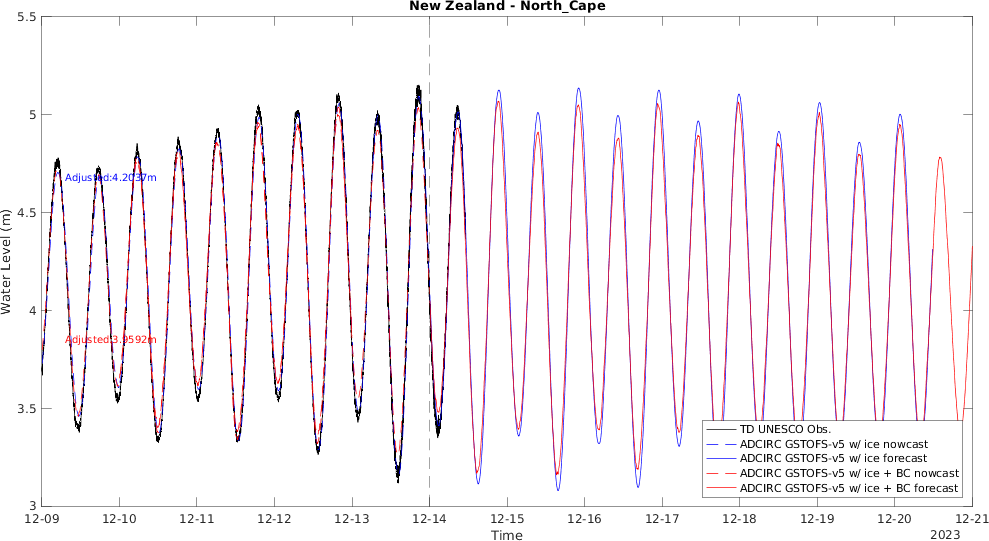 New Zealand - North_Cape
Water Level (m)
5.5
5
4.5
4
3.5
3
Adjusted:4.2037m
Adjusted:3.9592m
TD UNESCO Obs.
ADCIRC GSTOFS-v5 w/ ice nowcast
ADCIRC GSTOFS-v5 w/ ice forecast
ADCIRC GSTOFS-v5 w/ ice + BC nowcast
ADCIRC GSTOFS-v5 w/ ice + BC forecast
12-09 12-10 12-11 12-12 12-13 12-14 12-15 12-16 12-17 12-18 12-19 12-20 12-21
Time
2023